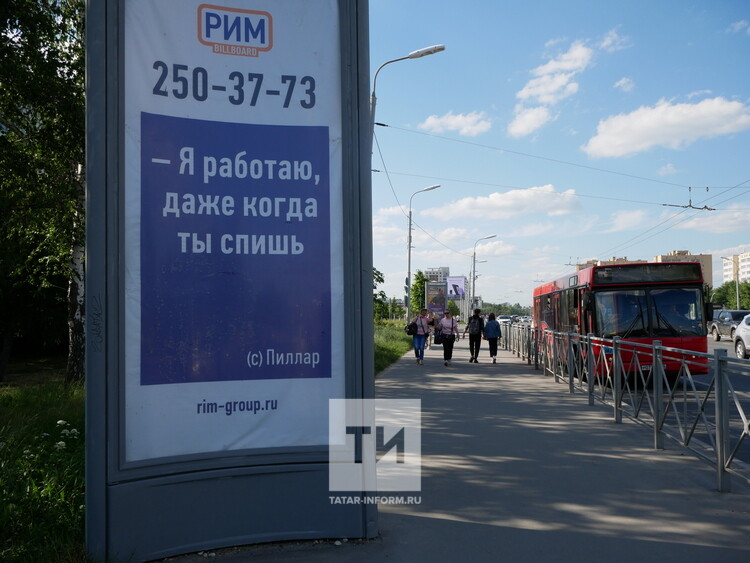 РИМ
BILLBOARD
250-37-73
– Я работаю,
даже когда
ты спишь
(с) Пиллар
rim-group.ru
ТИ
TATAR-INFORM.RU